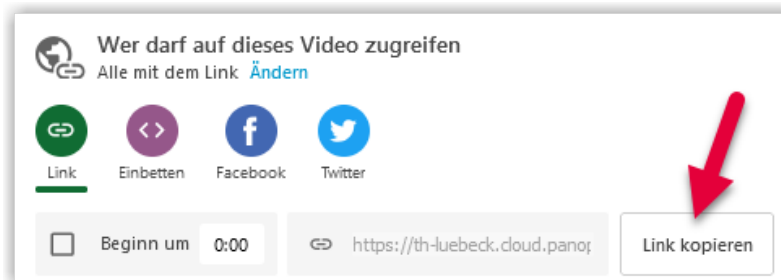 Wer darf auf dieses Video zugreifen
Alle mit dem Link Ändern
Link Einbetten Facebook Twitter
Beginn um 0:00 https://th-luebeck.cloud.panop Link kopieren